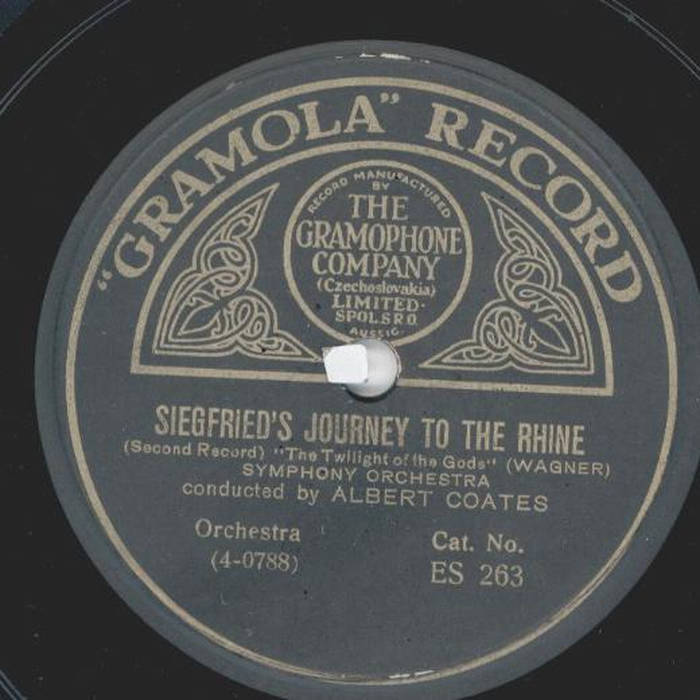 "GRAMOLA" RECORD
RECORD MANUFACTURED
BY
THE
GRAMOPHONE
COMPANY
(Czechoslovakia)
LIMITED·
SPOL.S R.O.
AUSSIG·
SIEGFRIED'S JOURNEY TO THE RHINE
(Second Record) "The Twilight of the Gods" (WAGNER)
SYMPHONY ORCHESTRA
conducted by ALBERT COATES
Orchestra
(4-0788)
Cat. No.
ES 263